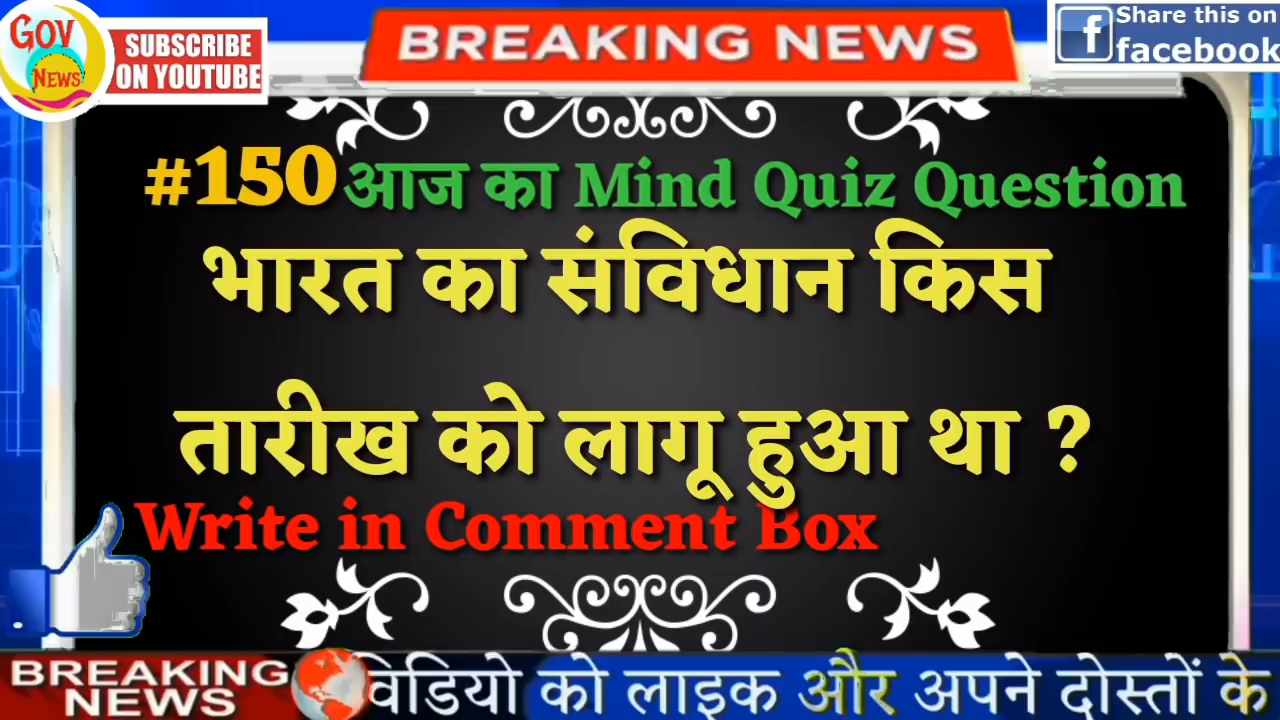 GOV
NEWS
SUBSCRIBE
ON YOUTUBE
BREAKING NEWS
f Share this on
facebook
#150 आज का Mind Quiz Question
भारत का संविधान किस
तारीख को लागू हुआ था ?
Write in Comment Box
BREAKING
NEWS
विडियो को लाइक और अपने दोस्तों के